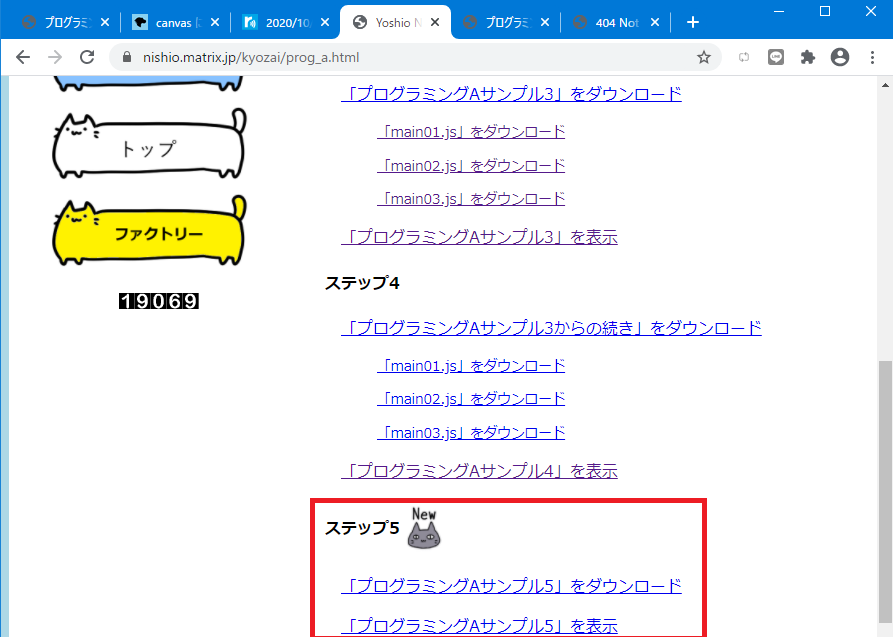 プログラミ
canvas に
2020/10
Yoshio N
プログラミ
404 Not
nishio.matrix.jp/kyozai/prog_a.html
トップ
ファクトリー
19069
「プログラミングAサンプル3」をダウンロード
「main01.js」をダウンロード
「main02.js」をダウンロード
「main03.js」をダウンロード
「プログラミングAサンプル3」を表示
ステップ4
「プログラミングAサンプル3からの続き」をダウンロード
「main01.js」をダウンロード
「main02.js」をダウンロード
「main03.js」をダウンロード
「プログラミングAサンプル4」を表示
ステップ5 New
「プログラミングAサンプル5」をダウンロード
「プログラミングAサンプル5」を表示